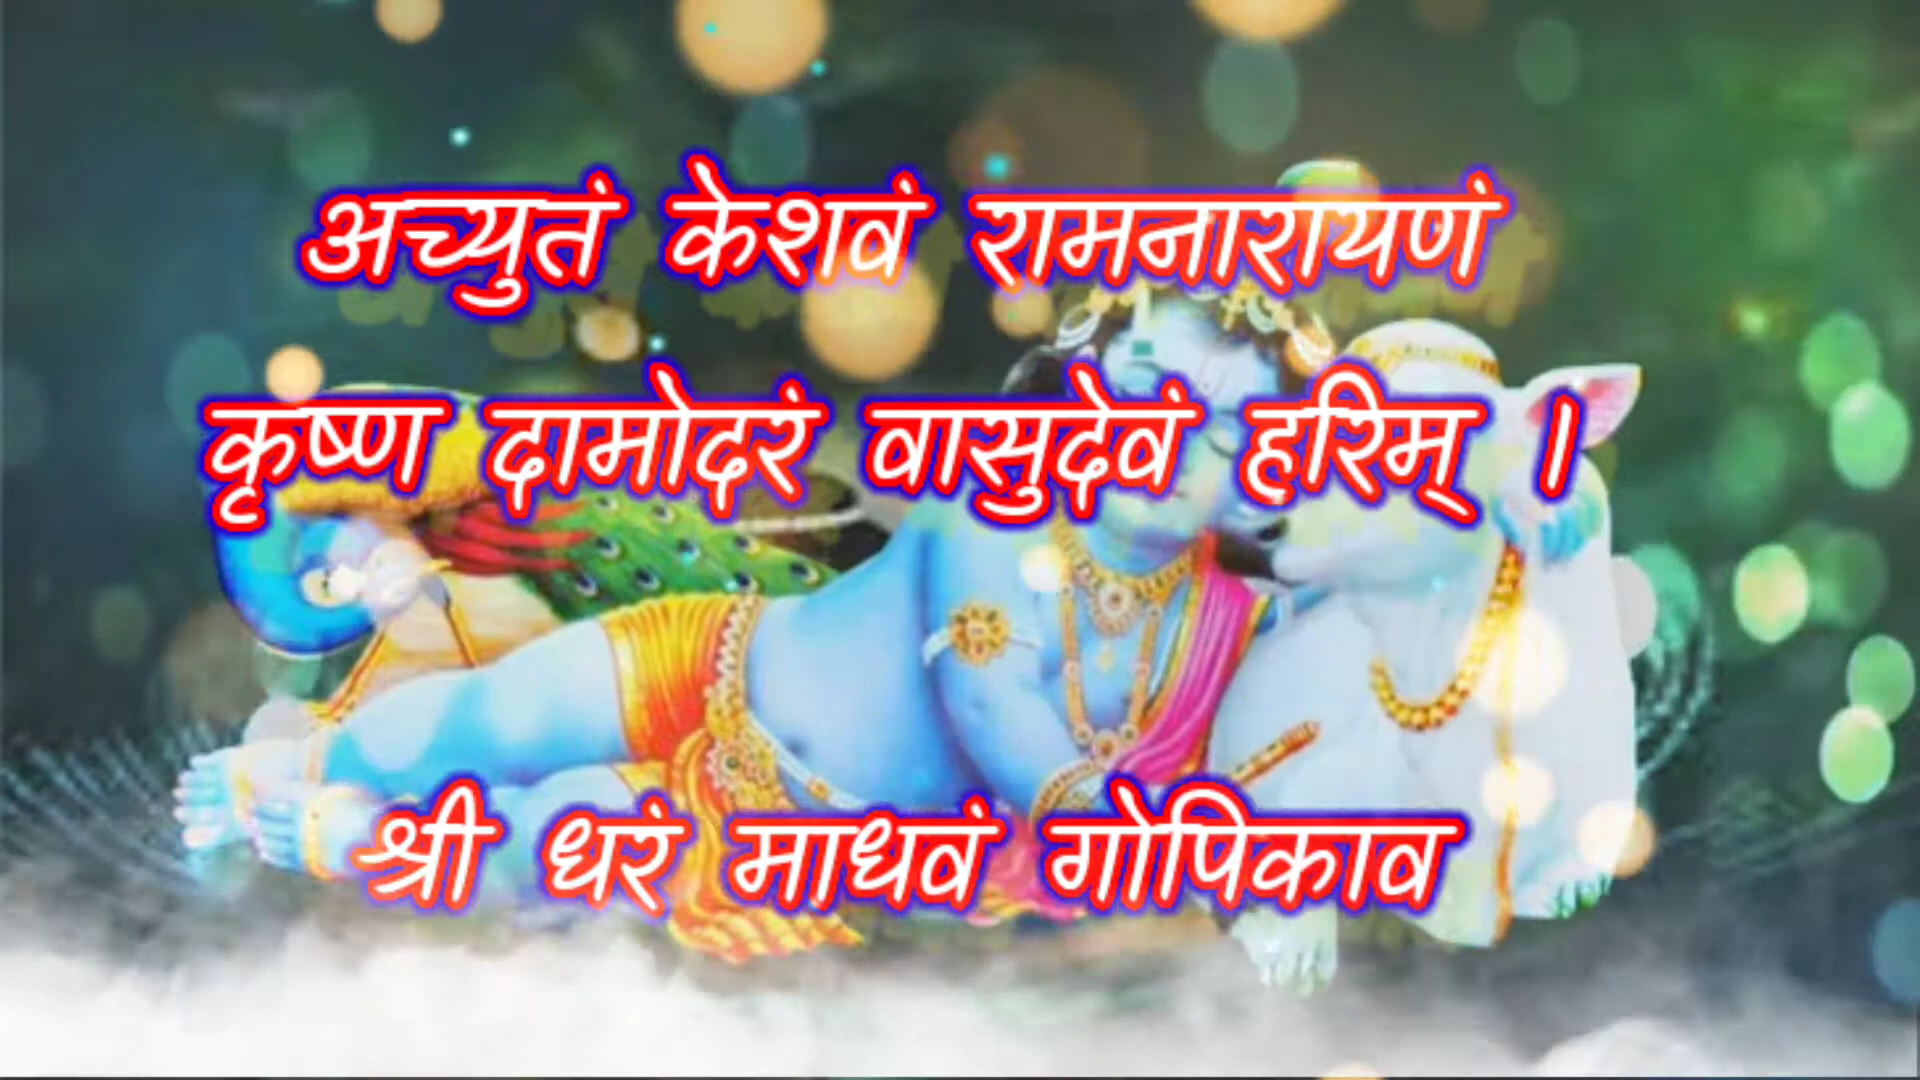 अच्युतं केशवं रामनारायणं
कृष्ण दामोदरं वासुदेवं हरिम् ।
श्री धरं माधवं गोपिकाव